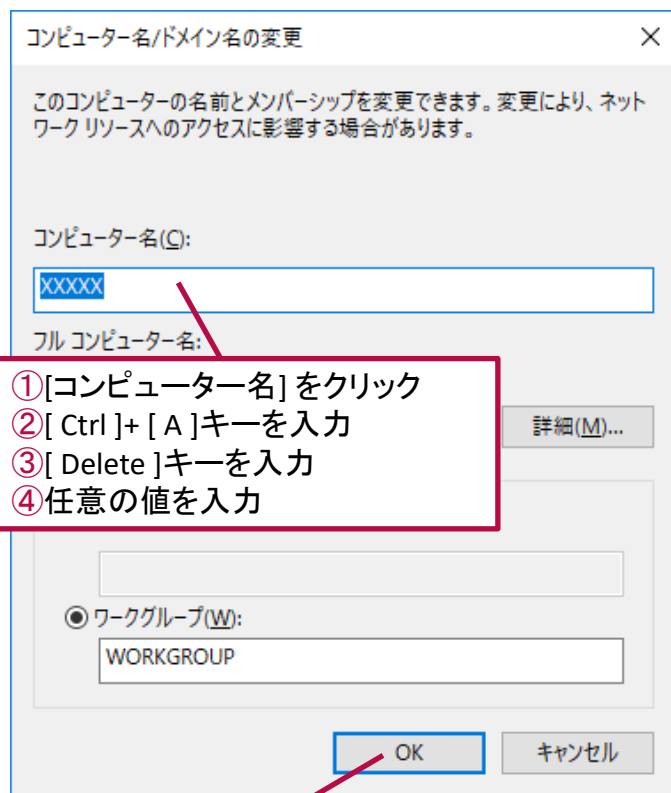 コンピューター名/ドメイン名の変更
このコンピューターの名前とメンバーシップを変更できます。変更により、ネット
ワーク リソースへのアクセスに影響する場合があります。
コンピューター名(C):
XXXXX
フル コンピューター名:
①[コンピューター名] をクリック
②[ Ctrl ]+ [ A ]キーを入力
③[ Delete ]キーを入力
④任意の値を入力
詳細(M)...
ワークグループ(W):
WORKGROUP
OK
キャンセル